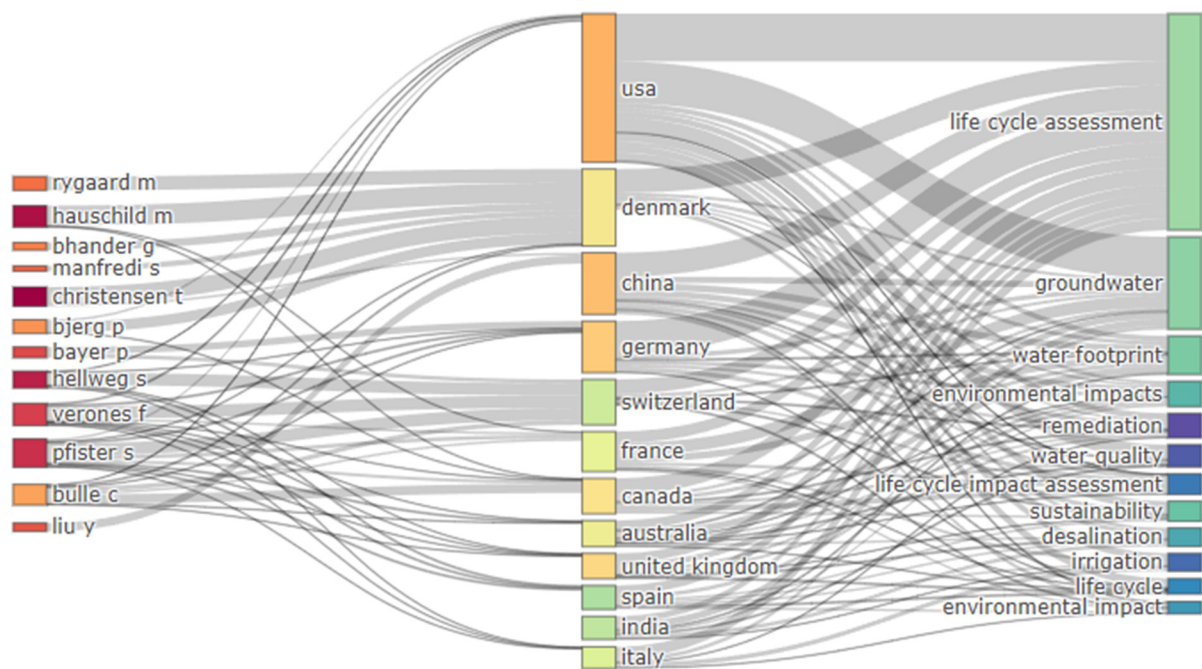 rygaard m
hauschild m
bhander g
manfredi s
christensen t
bjerg p
bayer p
hellweg s
verones f
pfister s
bulle c
liu y
usa
denmark
china
germany
switzerland
france
canada
australia
united kingdom
spain
india
italy
life cycle assessment
groundwater
water footprint
environmental impacts
remediation
water quality
life cycle impact assessment
sustainability
desalination
irrigation
life cycle
environmental impact